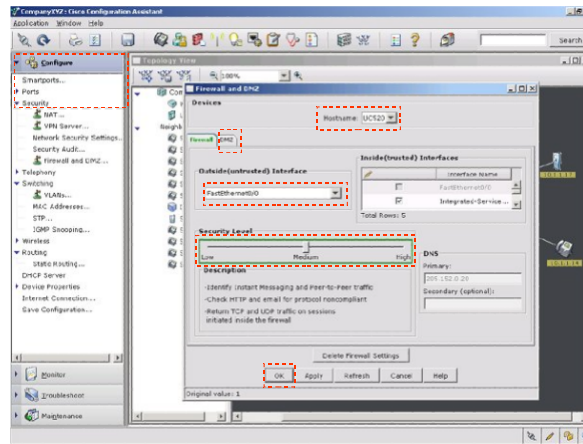 CompanyXYZ - Cisco Configuration Assistant
Application Window Help
Search
Configure
Smartports...
Ports
Security
NAT...
VPN Server...
Network Security Settings...
Security Audit...
Firewall and DMZ...
Telephony
Switching
VLANs...
MAC Addresses...
STP...
IGMP Snooping...
Wireless
Routing
Static Routing...
DHCP Server
Device Properties
Internet Connection...
Save Configuration...
Monitor
Troubleshoot
Maintenance
Topology View
100%
Com
Neighb
Firewall and DMZ
Devices
Hostname: UC520
Firewall DMZ
Outside(untrusted) Interface
FastEthernet0/0
Inside(trusted) Interfaces
Interface Name
FastEthernet0/0
Integrated-Service ...
Total Rows: 5
Security Level
Low Medium High
Description
-Identify Instant Messaging and Peer-to-Peer traffic
-Check HTTP and email for protocol noncompliant
-Return TCP and UDP traffic on sessions
initiated inside the firewall
DNS
Primary:
Secondary (optional):
Delete Firewall Settings
OK Apply Refresh Cancel Help
Original value: 1